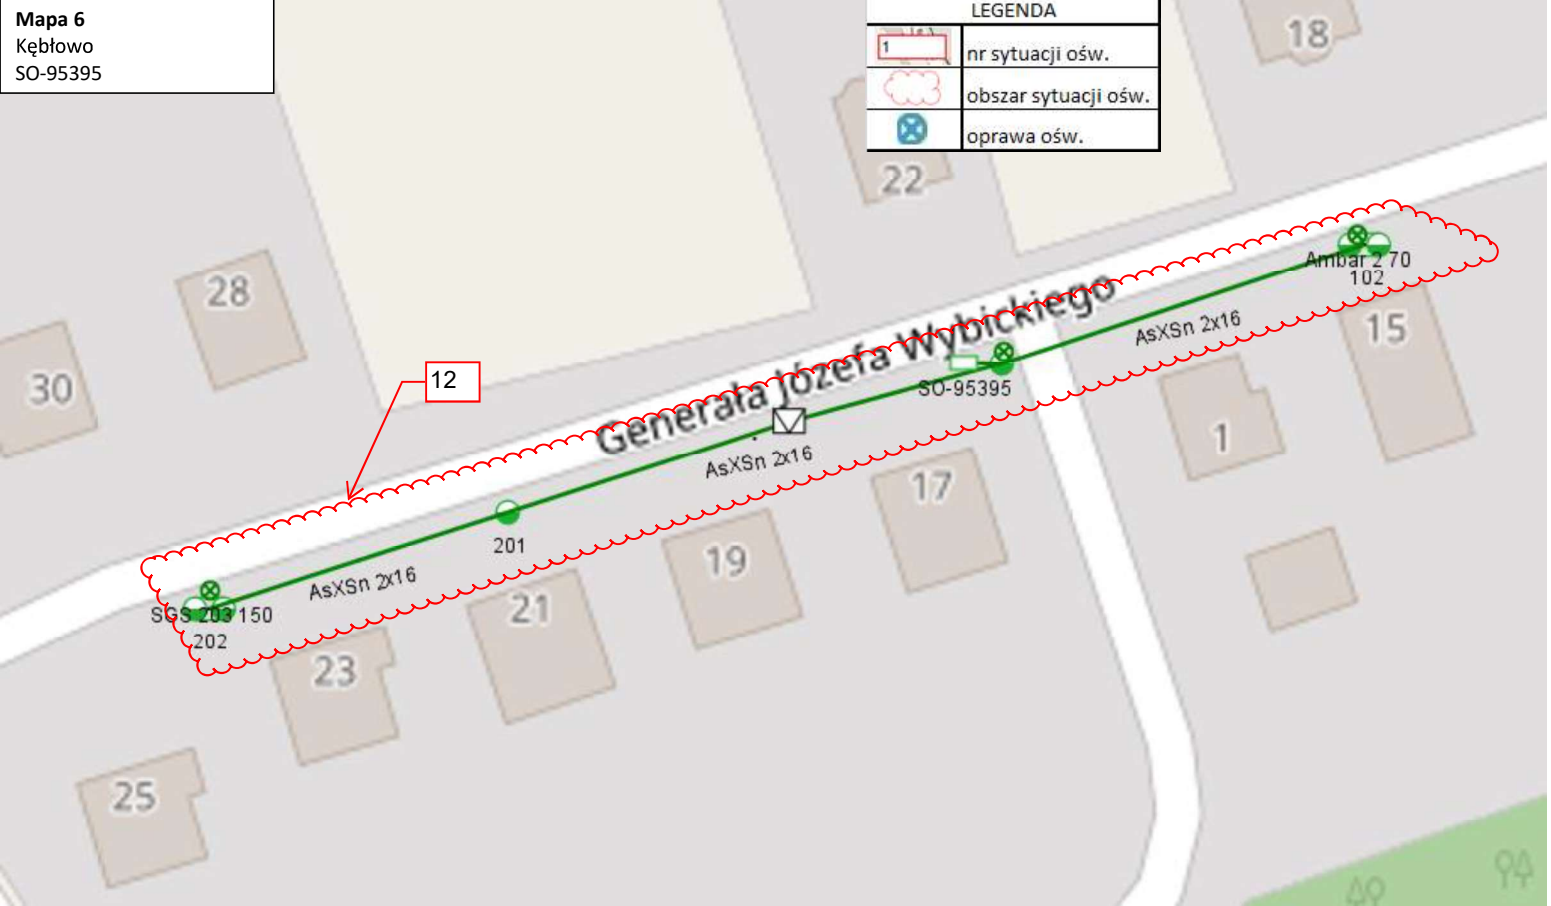 Mapa 6
Kębłowo
SO-95395
LEGENDA
1
nr sytuacji ośw.
obszar sytuacji ośw.
oprawa ośw.
18
22
28
30
12
Generała Józefa Wybickiego
Ambar 2 70
102
AsXSn 2x16
15
SO-95395
1
AsXSn 2x16
17
201
19
AsXSn 2x16
21
SGS 203 150
202
23
25